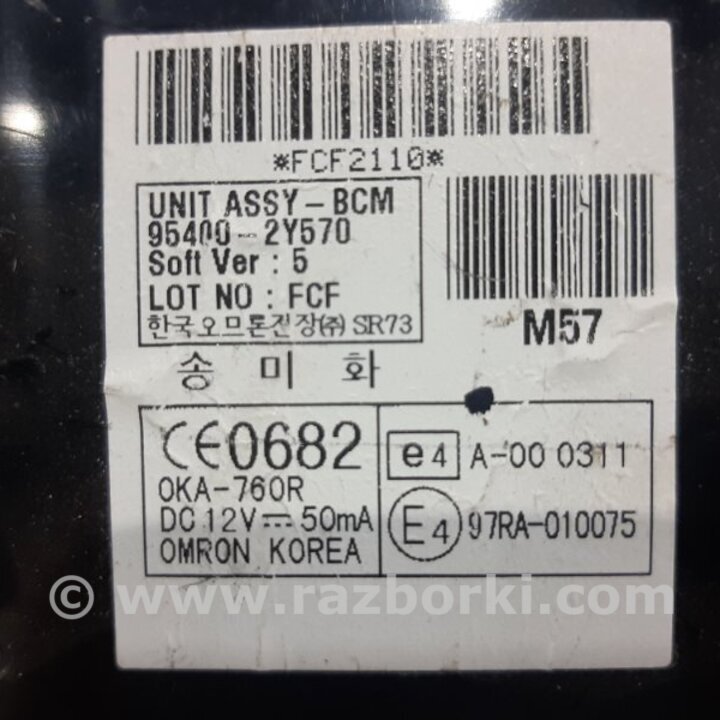 *FCF2110*
UNIT ASSY-BCM
95400-2Y570
Soft Ver : 5
LOT NO : FCF
한국오므론전장(주) SR73
M57
송 미 화
CE0682
OKA-760R
DC 12V⎓50mA
OMRON KOREA
e4 A-00 0311
E4 97RA-010075
© www.razborki.com